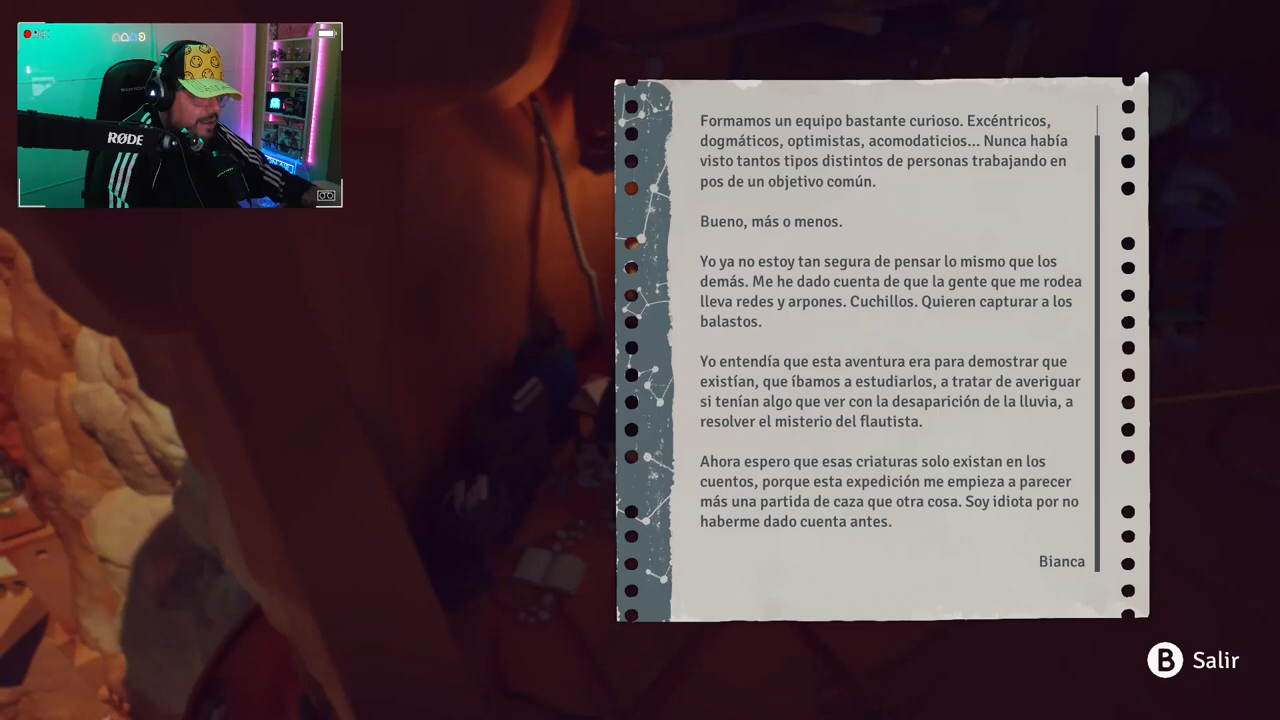 REC
RØDE
Formamos un equipo bastante curioso. Excéntricos,
dogmáticos, optimistas, acomodaticios... Nunca había
visto tantos tipos distintos de personas trabajando en
pos de un objetivo común.
Bueno, más o menos.
Yo ya no estoy tan segura de pensar lo mismo que los
demás. Me he dado cuenta de que la gente que me rodea
lleva redes y arpones. Cuchillos. Quieren capturar a los
balastos.
Yo entendía que esta aventura era para demostrar que
existían, que íbamos a estudiarlos, a tratar de averiguar
si tenían algo que ver con la desaparición de la lluvia, a
resolver el misterio del flautista.
Ahora espero que esas criaturas solo existan en los
cuentos, porque esta expedición me empieza a parecer
más una partida de caza que otra cosa. Soy idiota por no
haberme dado cuenta antes.
Bianca
B Salir